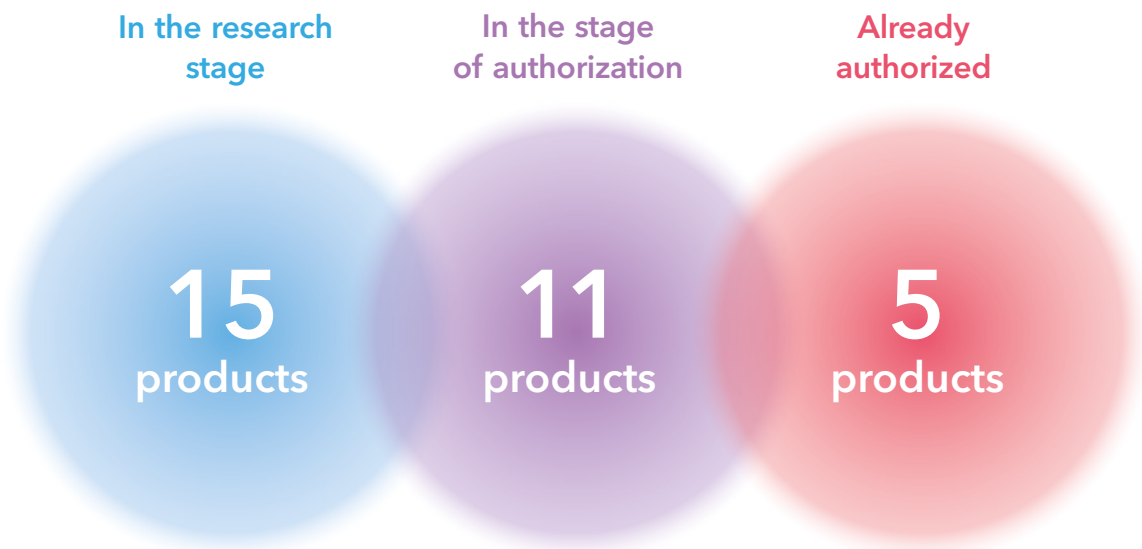 In the research
stage
In the stage
of authorization
Already
authorized
15
products
11
products
5
products